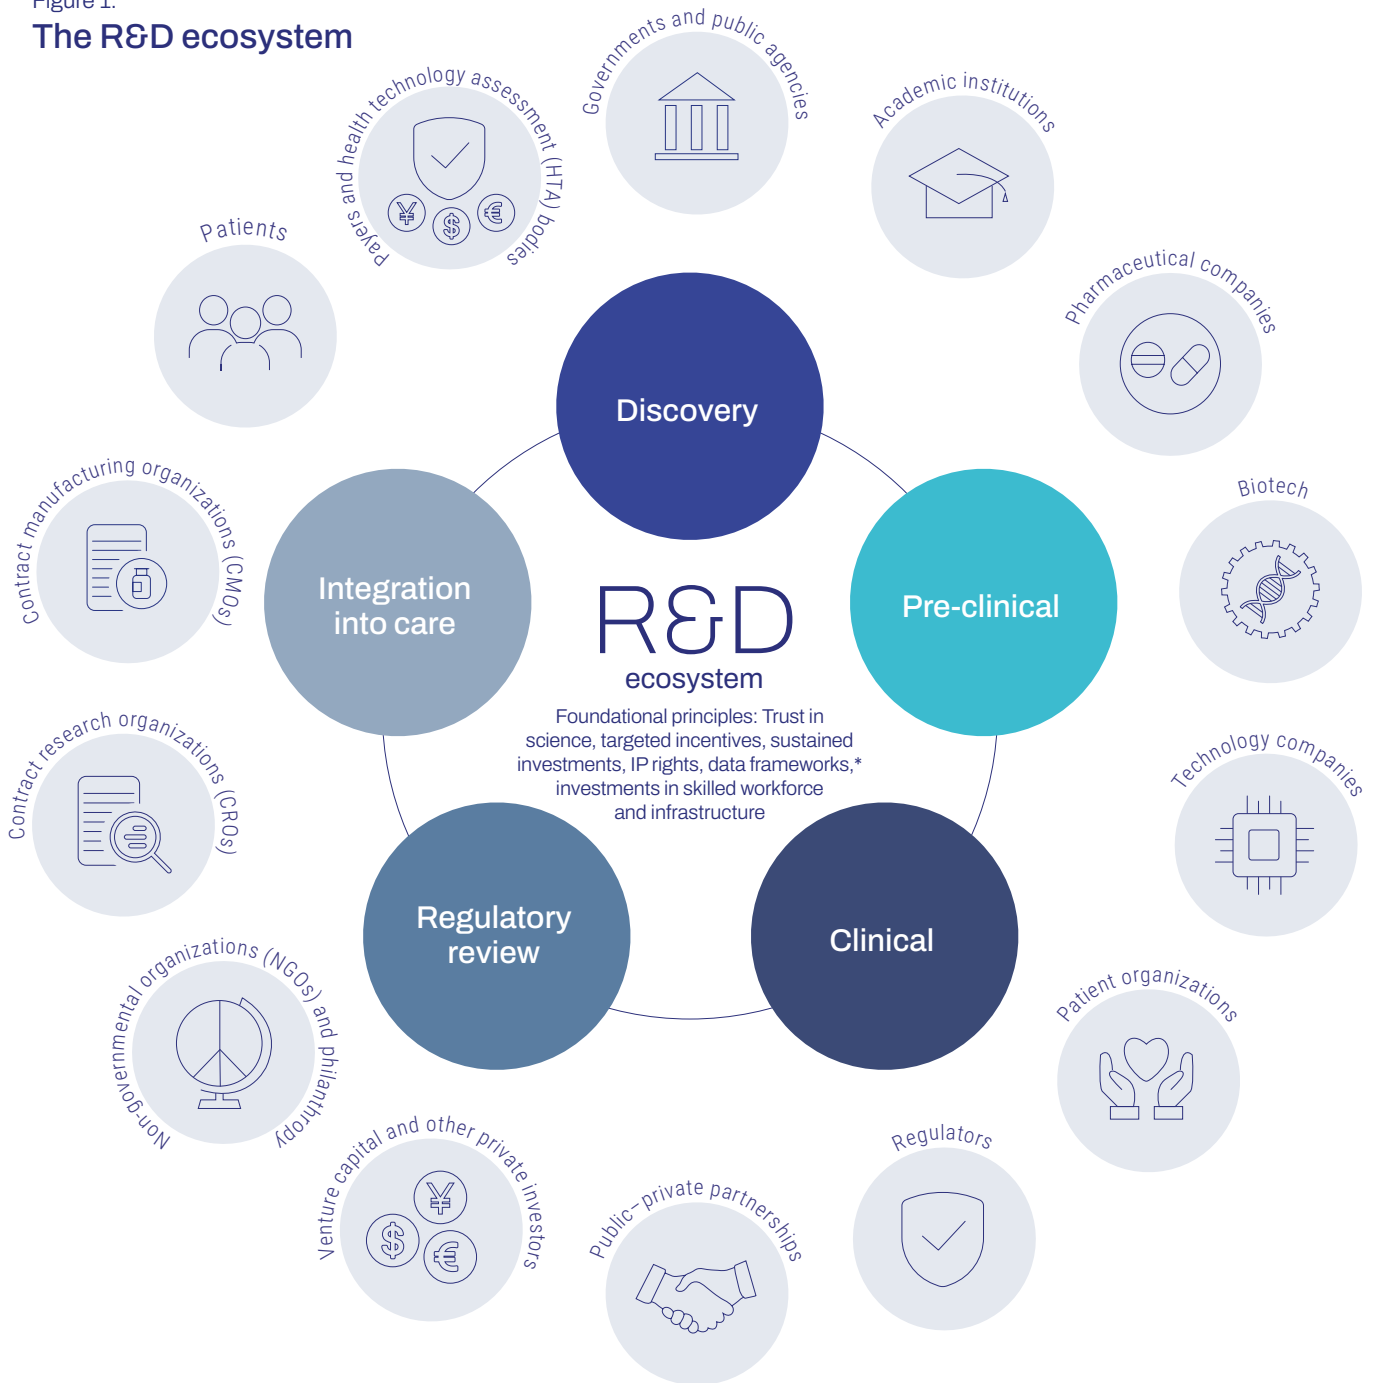 Figure 1.
The R&D ecosystem
Governments and public agencies
Academic institutions
Pharmaceutical companies
Biotech
Technology companies
Patient organizations
Regulators
Public–private partnerships
Venture capital and other private investors
Non-governmental organizations (NGOs) and philanthropy
Contract research organizations (CROs)
Contract manufacturing organizations (CMOs)
Patients
Payers and health technology assessment (HTA) bodies
¥
$
€
Discovery
Pre-clinical
Clinical
Regulatory
review
Integration
into care
R&D
ecosystem
Foundational principles: Trust in
science, targeted incentives, sustained
investments, IP rights, data frameworks,*
investments in skilled workforce
and infrastructure
¥
$
€